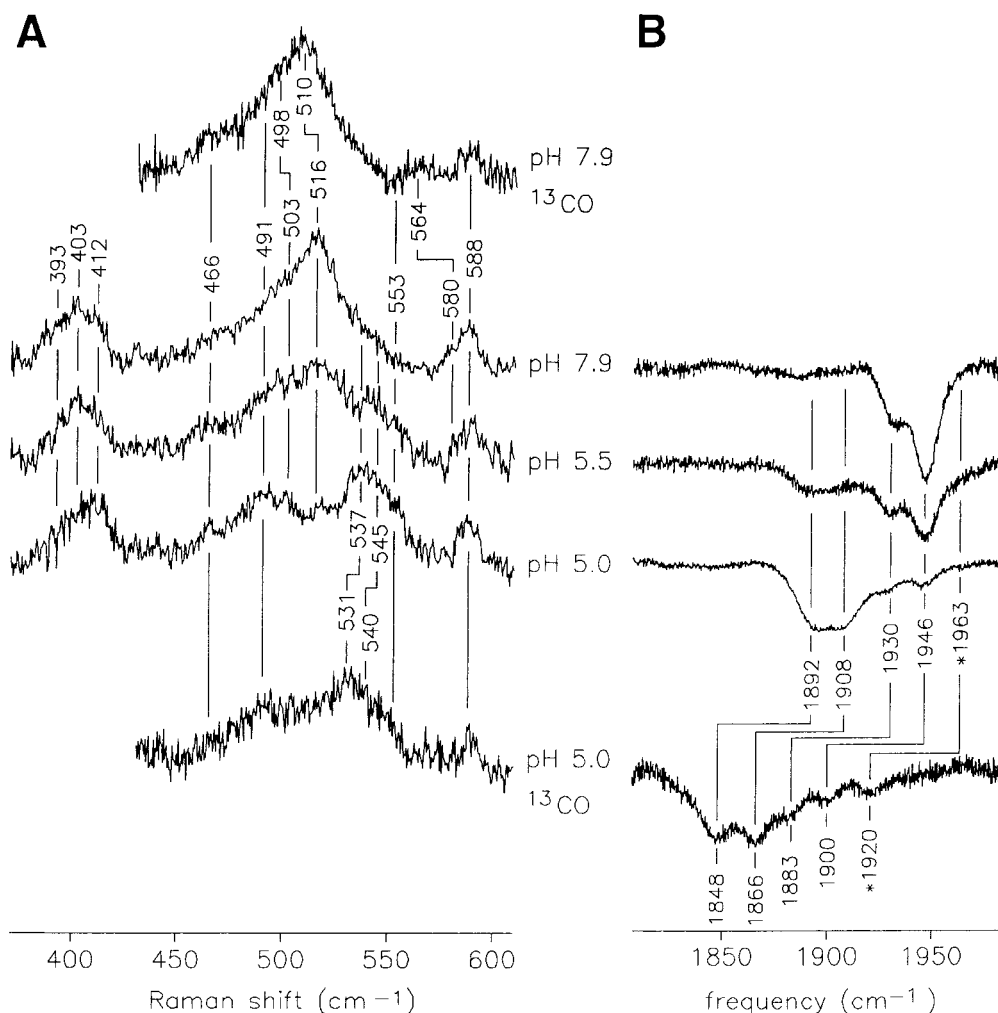 A
B
510
498
pH 7.9
13CO
516
503
564
588
491
403
412
393
466
553
580
pH 7.9
pH 5.5
pH 5.0
537
545
531
540
1930
1946
*1963
1892
1908
pH 5.0
13CO
1848
1866
1883
1900
*1920
400 450 500 550 600
1850 1900 1950
Raman shift (cm −1)
frequency (cm −1)